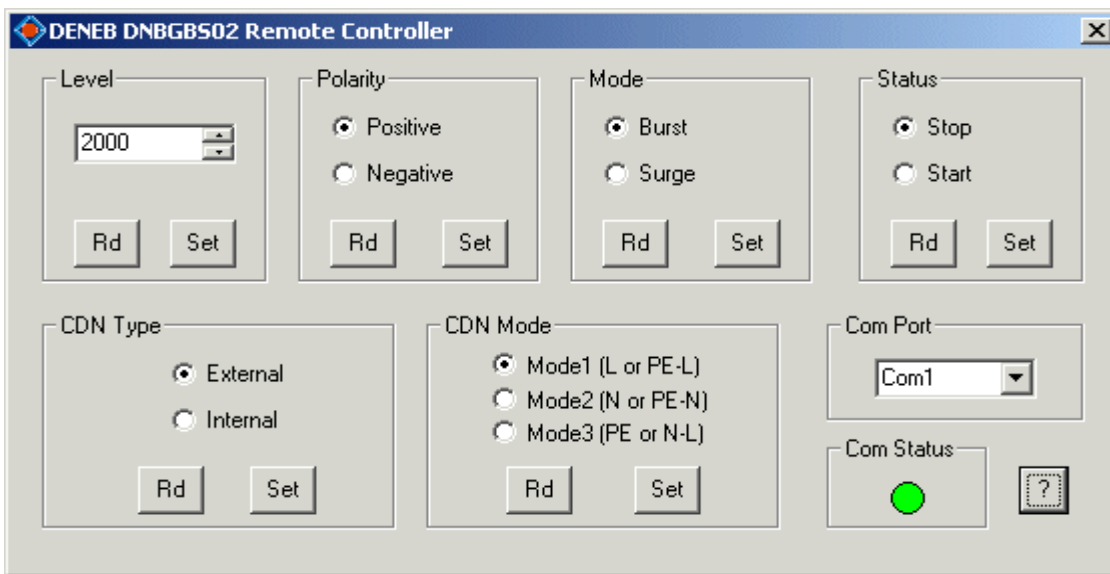 DENEB DNBGBS02 Remote Controller
Level
2000
Rd Set
Polarity
Positive
Negative
Rd Set
Mode
Burst
Surge
Rd Set
Status
Stop
Start
Rd Set
CDN Type
External
Internal
Rd Set
CDN Mode
Mode1 (L or PE-L)
Mode2 (N or PE-N)
Mode3 (PE or N-L)
Rd Set
Com Port
Com1
Com Status
?